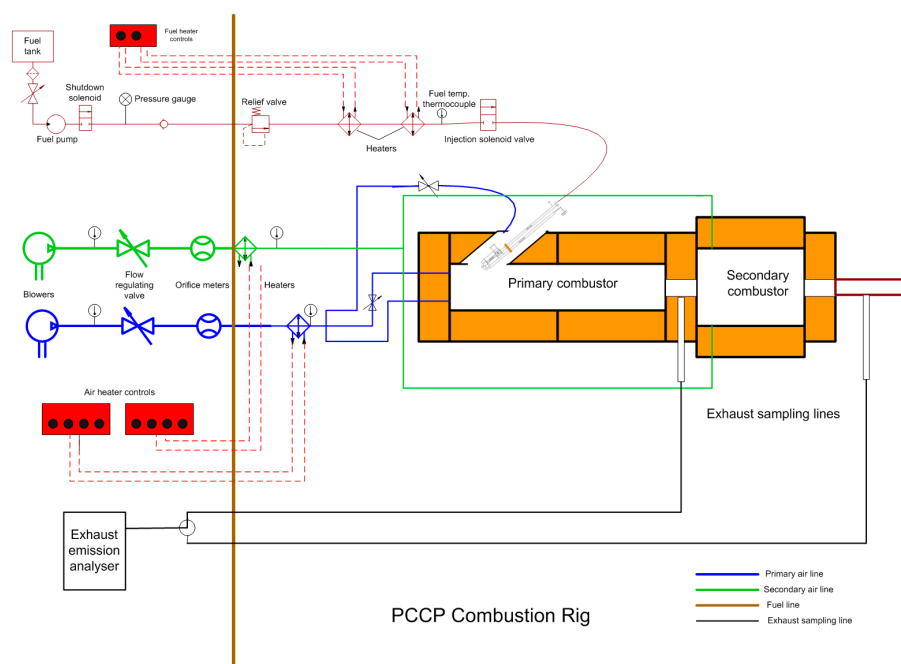 Fuel
tank
Fuel heater
controls
Shutdown
solenoid
Pressure gauge
Relief valve
Fuel temp.
thermocouple
Fuel pump
Heaters
Injection solenoid valve
Blowers
Flow
regulating
valve
Orifice meters
Heaters
Primary combustor
Secondary
combustor
Air heater controls
Exhaust sampling lines
Exhaust
emission
analyser
PCCP Combustion Rig
Primary air line
Secondary air line
Fuel line
Exhaust sampling line